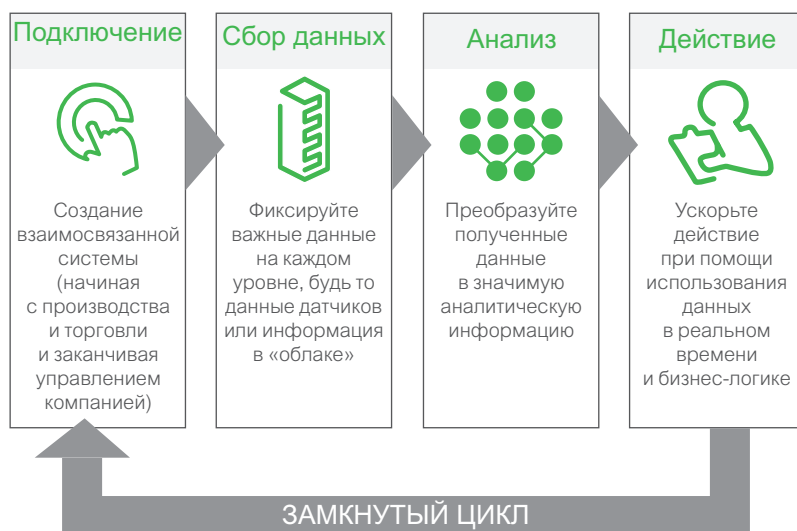 Подключение
Создание
взаимосвязанной
системы
(начиная
с производства
и торговли
и заканчивая
управлением
компанией)
Сбор данных
Фиксируйте
важные данные
на каждом
уровне, будь то
данные датчиков
или информация
в «облаке»
Анализ
Преобразуйте
полученные
данные
в значимую
аналитическую
информацию
Действие
Ускорьте
действие
при помощи
использования
данных
в реальном
времени
и бизнес-логике
ЗАМКНУТЫЙ ЦИКЛ